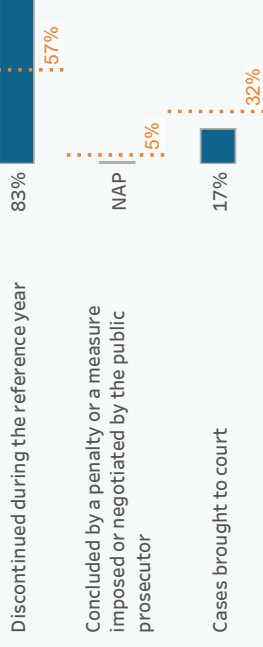 57%
83%
Discontinued during the reference year
5%
NAP
Concluded by a penalty or a measure
imposed or negotiated by the public
prosecutor
32%
17%
Cases brought to court